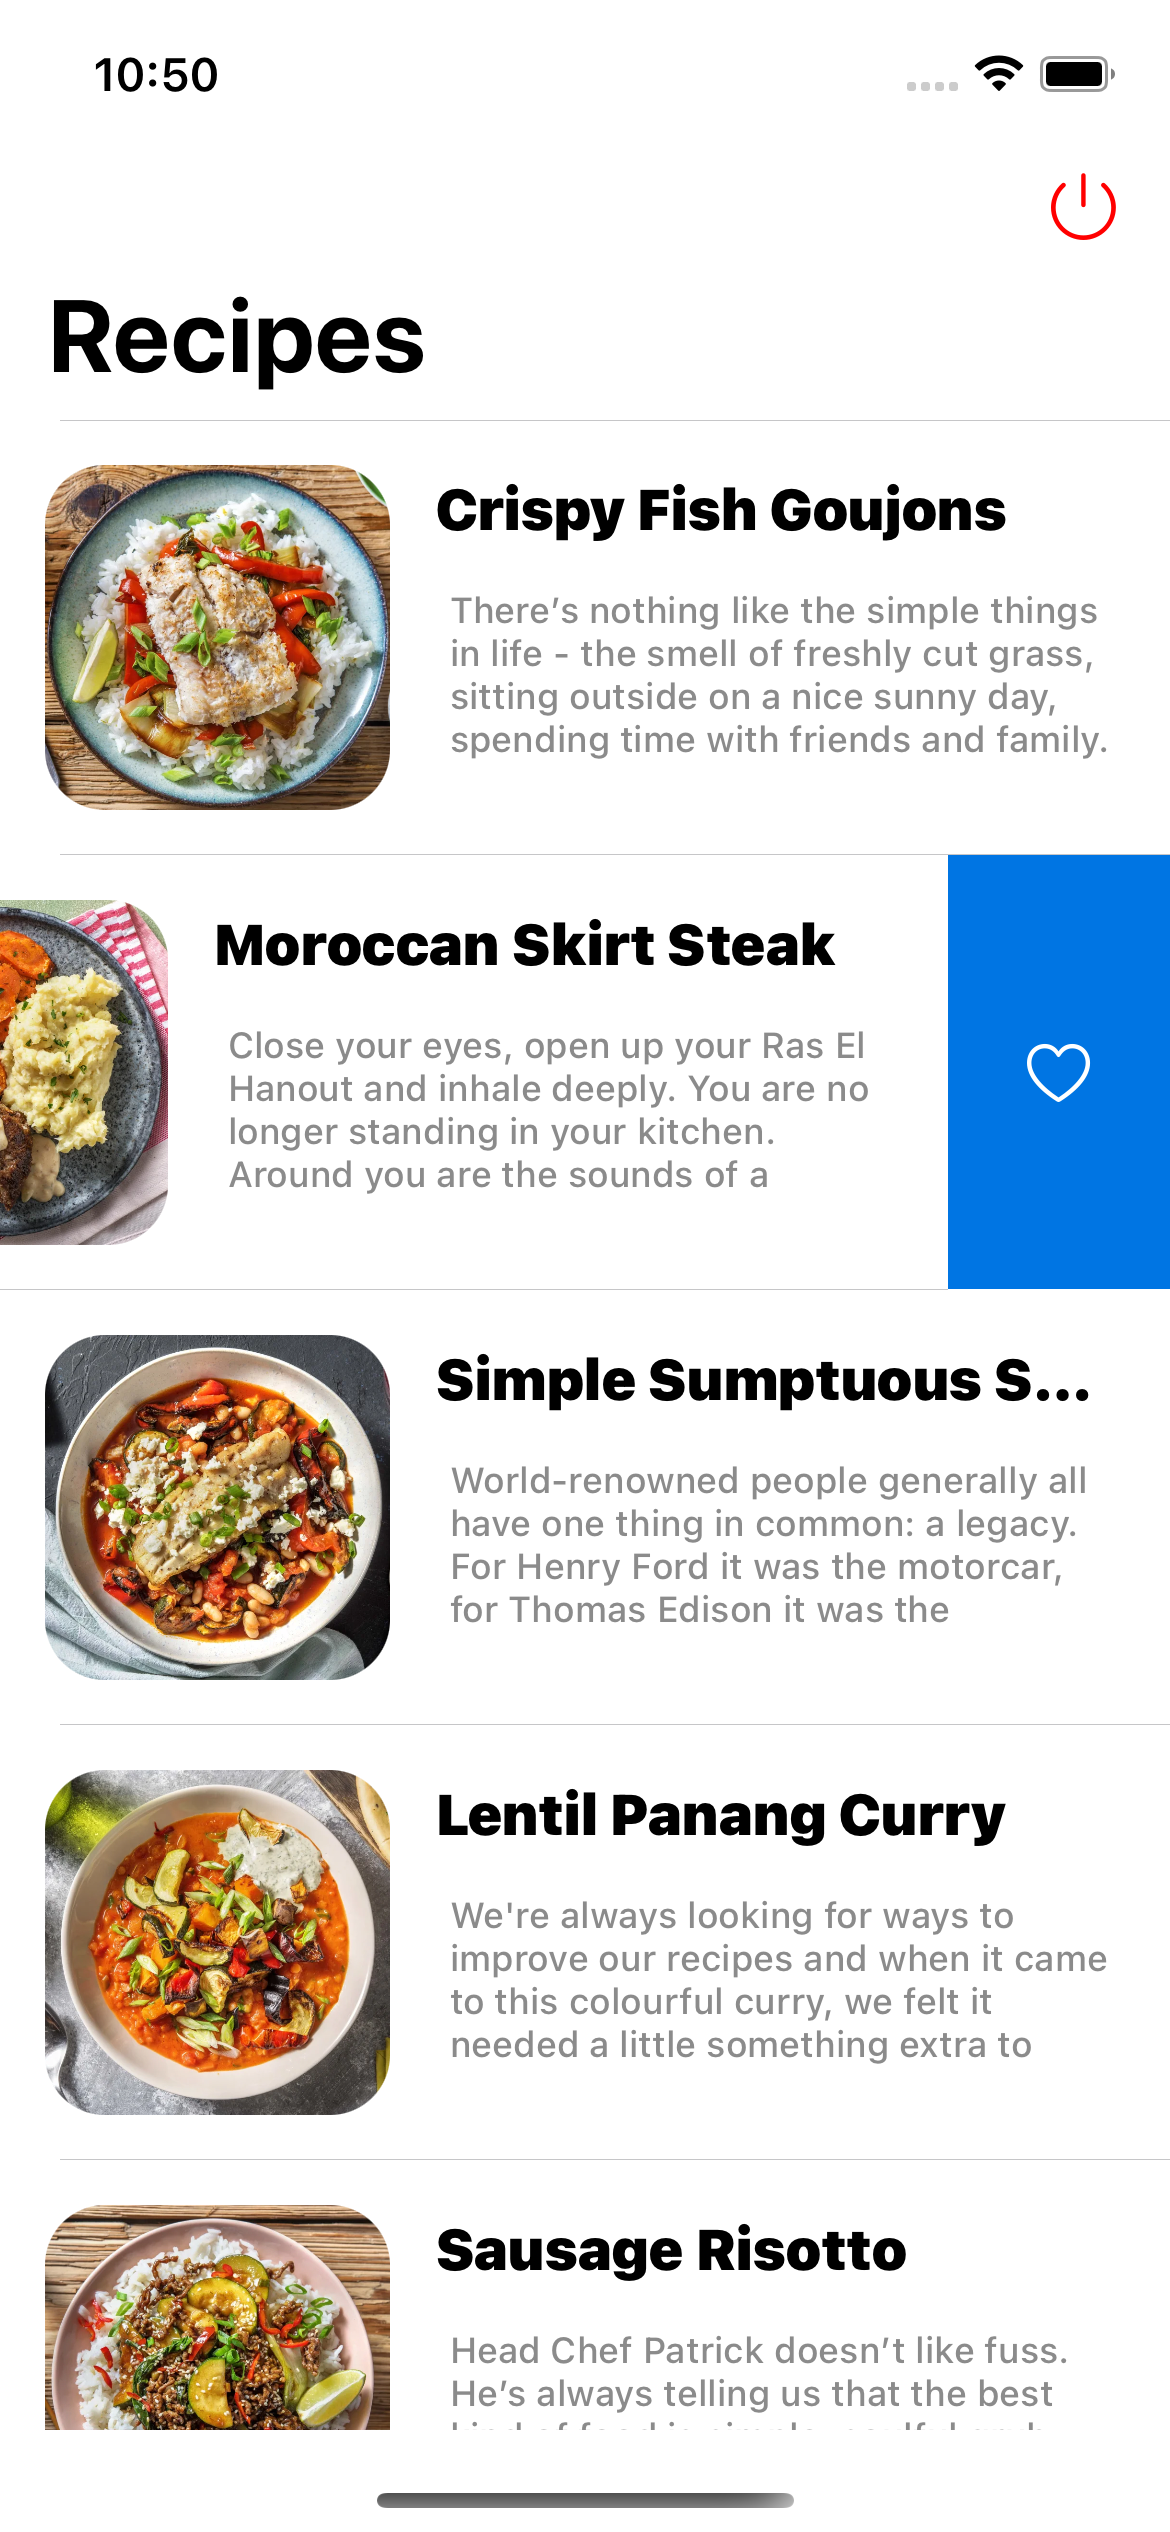 10:50
Recipes
Crispy Fish Goujons
There’s nothing like the simple things
in life - the smell of freshly cut grass,
sitting outside on a nice sunny day,
spending time with friends and family.
Moroccan Skirt Steak
Close your eyes, open up your Ras El
Hanout and inhale deeply. You are no
longer standing in your kitchen.
Around you are the sounds of a
Simple Sumptuous S...
World-renowned people generally all
have one thing in common: a legacy.
For Henry Ford it was the motorcar,
for Thomas Edison it was the
Lentil Panang Curry
We're always looking for ways to
improve our recipes and when it came
to this colourful curry, we felt it
needed a little something extra to
Sausage Risotto
Head Chef Patrick doesn’t like fuss.
He’s always telling us that the best